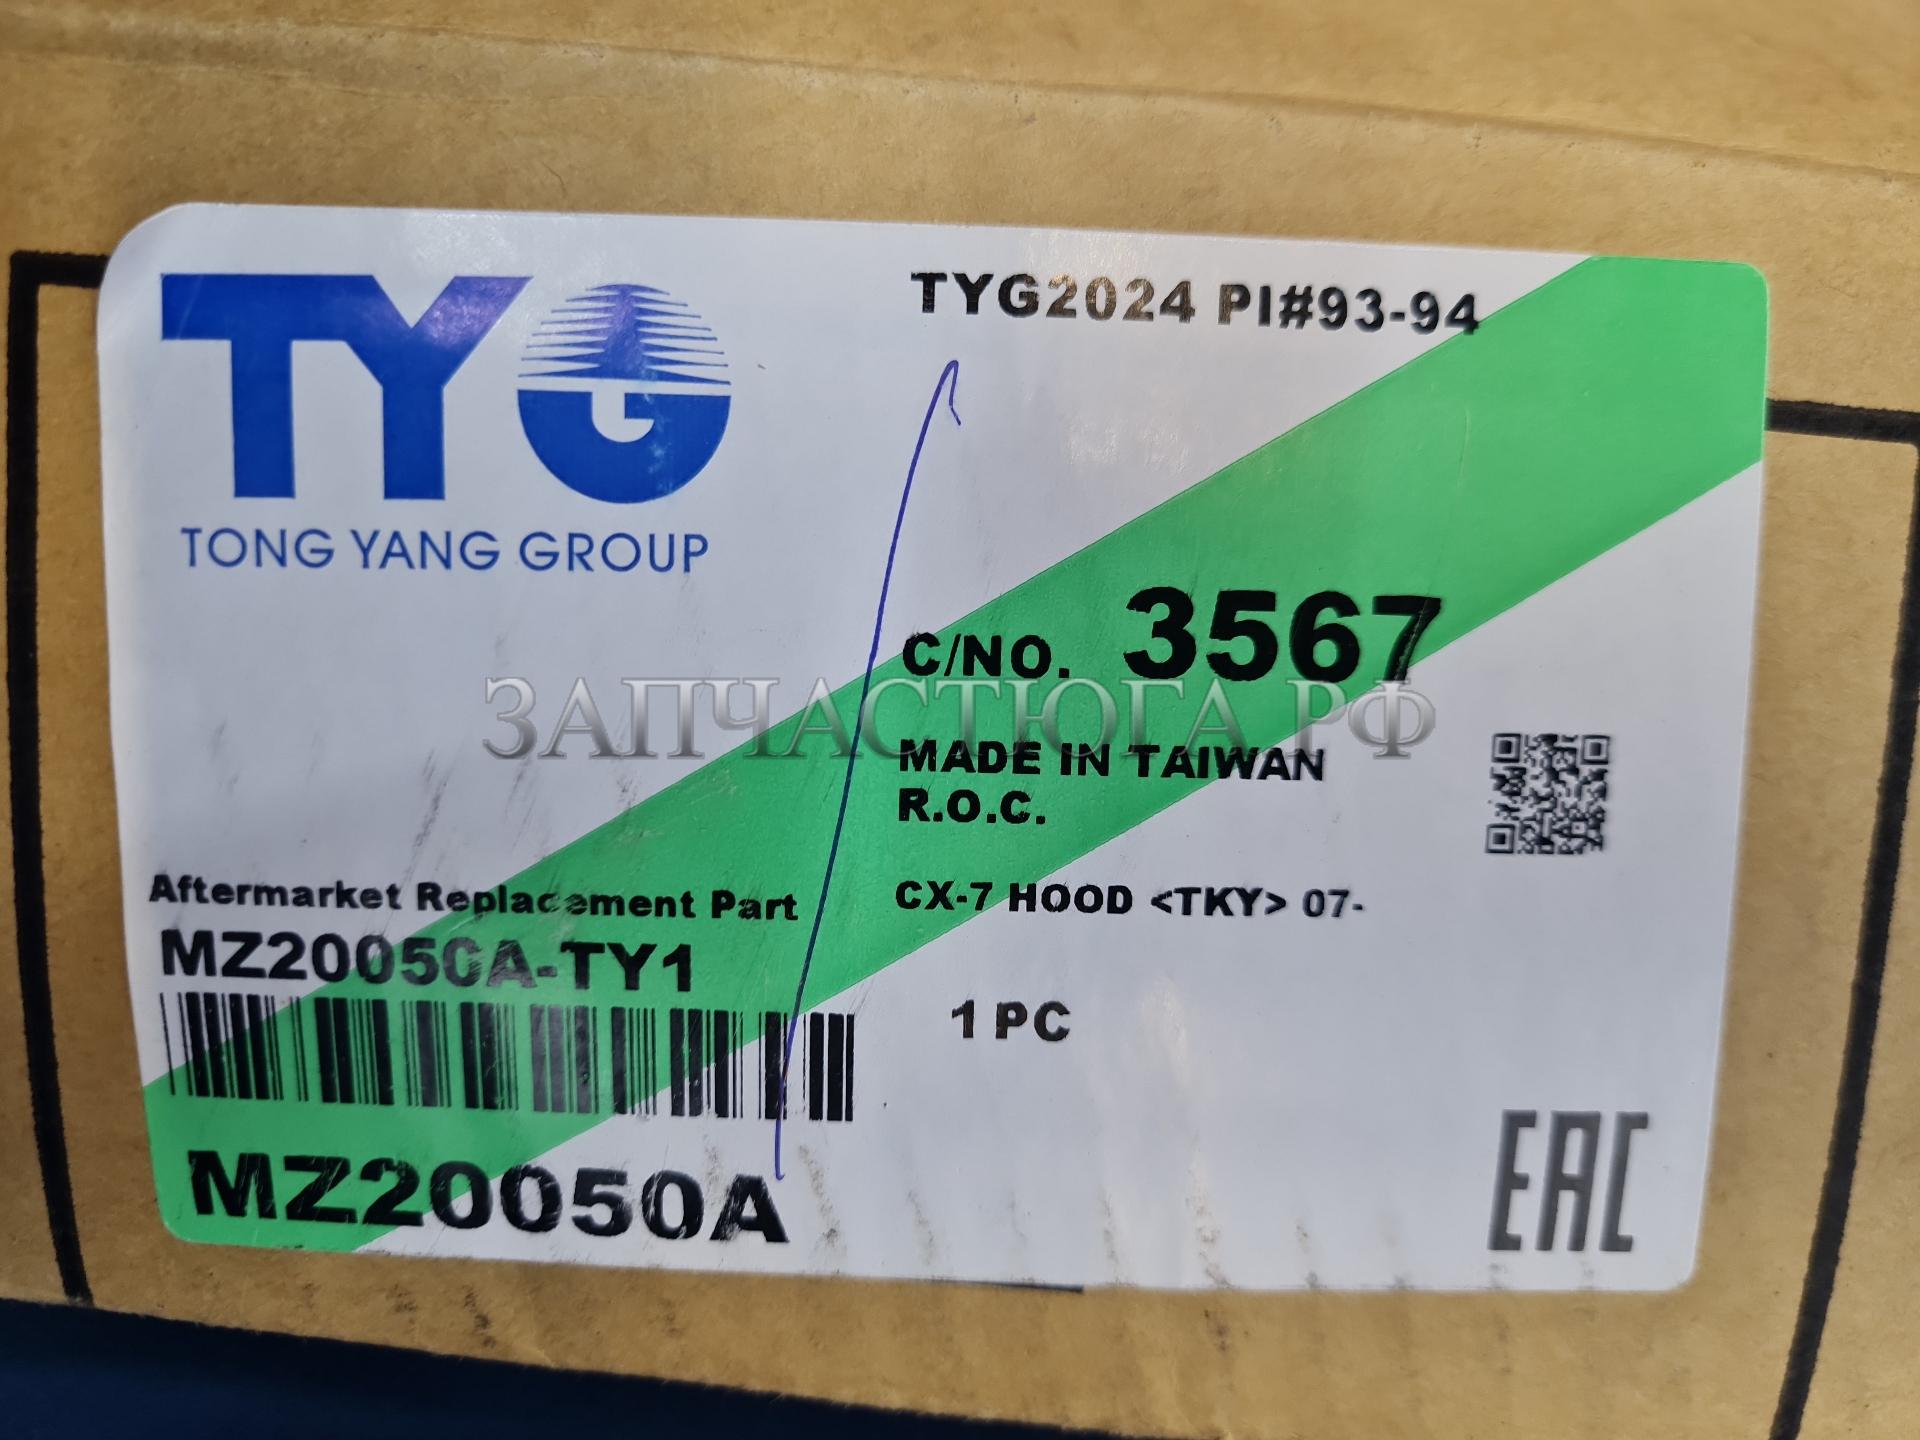 TYG
TONG YANG GROUP
TYG2024 PI#93-94
C/NO. 3567
ЗАПЧАСТЮГА.РФ
MADE IN TAIWAN
R.O.C.
Aftermarket Replacement Part
MZ20050A-TY1
CX-7 HOOD <TKY> 07-
1 PC
MZ20050A
EAC